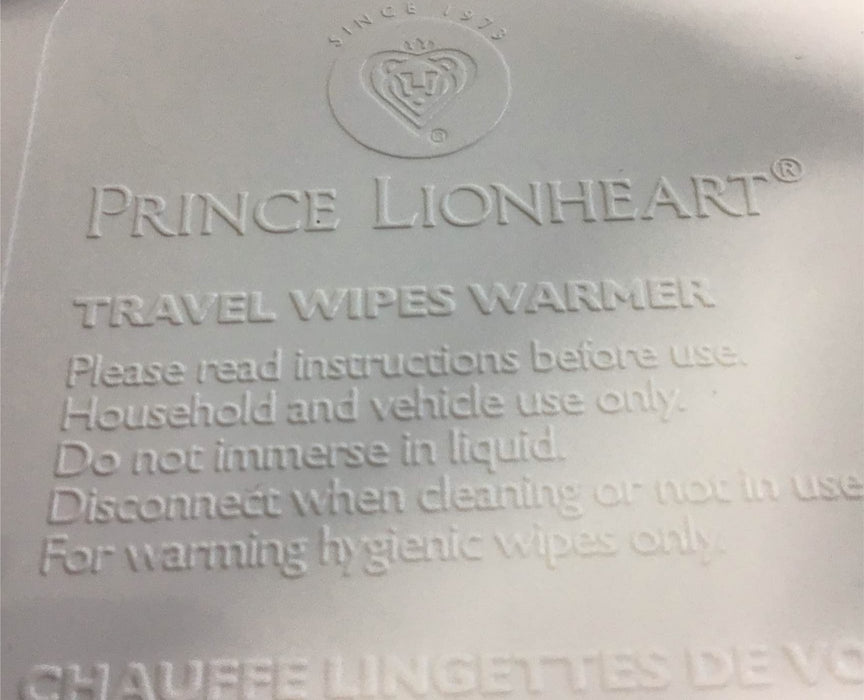 SINCE 1973
®
PRINCE LIONHEART®
TRAVEL WIPES WARMER
Please read instructions before use.
Household and vehicle use only.
Do not immerse in liquid.
Disconnect when cleaning or not in use
For warming hygienic wipes only.
CHAUFFE LINGETTES DE VO